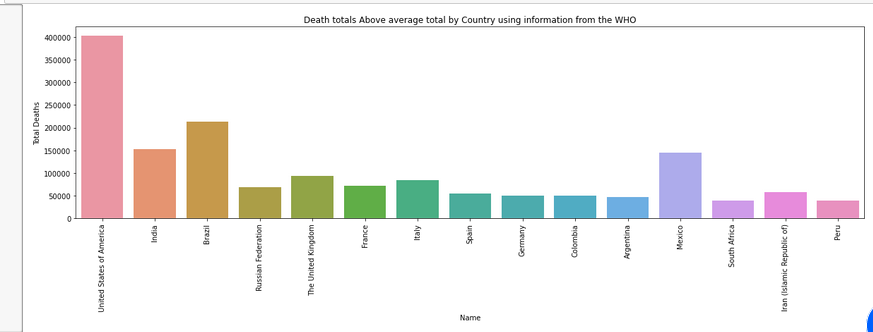 Death totals Above average total by Country using information from the WHO
Total Deaths
400000
350000
300000
250000
200000
150000
100000
50000
0
United States of America
India
Brazil
Russian Federation
The United Kingdom
France
Italy
Spain
Germany
Colombia
Argentina
Mexico
South Africa
Iran (Islamic Republic of)
Peru
Name